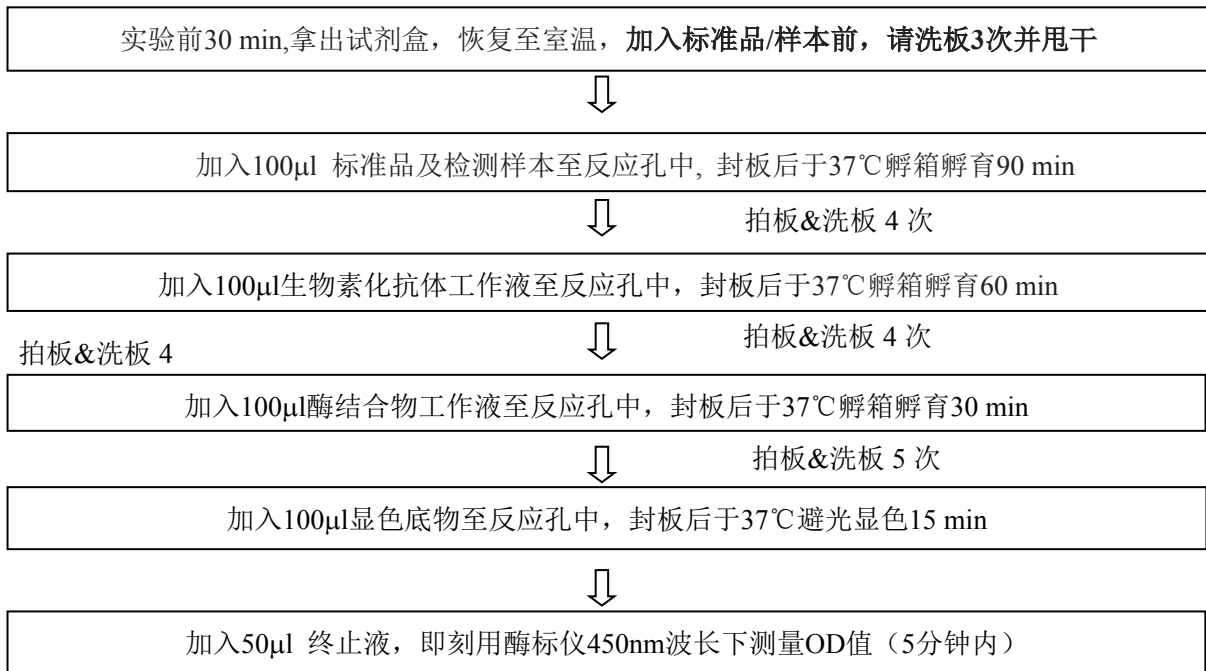 实验前30 min,拿出试剂盒，恢复至室温，加入标准品/样本前，请洗板3次并甩干
加入100μl 标准品及检测样本至反应孔中, 封板后于37℃孵箱孵育90 min
拍板&洗板 4 次
加入100μl生物素化抗体工作液至反应孔中，封板后于37℃孵箱孵育60 min
拍板&洗板 4 次
拍板&洗板 4
加入100μl酶结合物工作液至反应孔中，封板后于37℃孵箱孵育30 min
拍板&洗板 5 次
加入100μl显色底物至反应孔中，封板后于37℃避光显色15 min
加入50μl 终止液，即刻用酶标仪450nm波长下测量OD值（5分钟内）